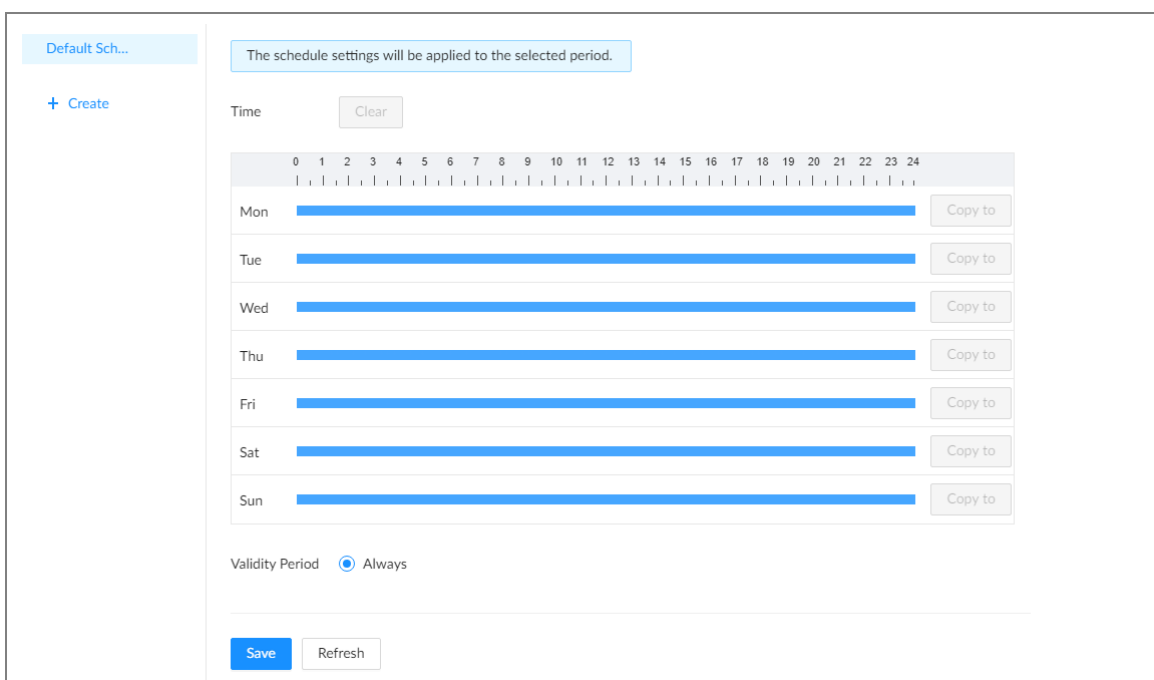 Default Sch...
+ Create
The schedule settings will be applied to the selected period.
Time Clear
0 1 2 3 4 5 6 7 8 9 10 11 12 13 14 15 16 17 18 19 20 21 22 23 24
Mon Copy to
Tue Copy to
Wed Copy to
Thu Copy to
Fri Copy to
Sat Copy to
Sun Copy to
Validity Period Always
Save Refresh